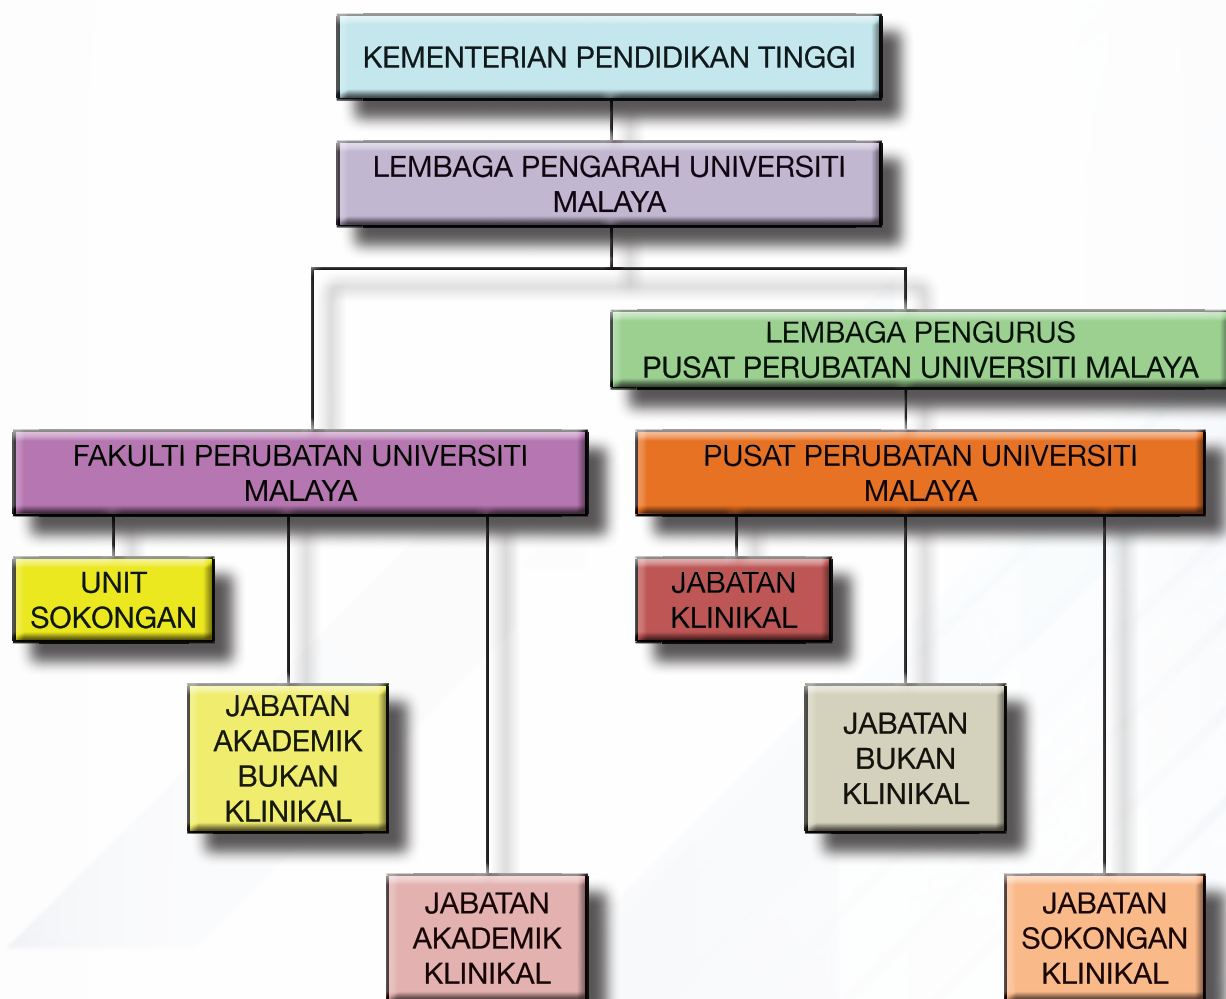 KEMENTERIAN PENDIDIKAN TINGGI
LEMBAGA PENGARAH UNIVERSITI
MALAYA
LEMBAGA PENGURUS
PUSAT PERUBATAN UNIVERSITI MALAYA
FAKULTI PERUBATAN UNIVERSITI
MALAYA
PUSAT PERUBATAN UNIVERSITI
MALAYA
UNIT
SOKONGAN
JABATAN
KLINIKAL
JABATAN
AKADEMIK
BUKAN
KLINIKAL
JABATAN
BUKAN
KLINIKAL
JABATAN
AKADEMIK
KLINIKAL
JABATAN
SOKONGAN
KLINIKAL